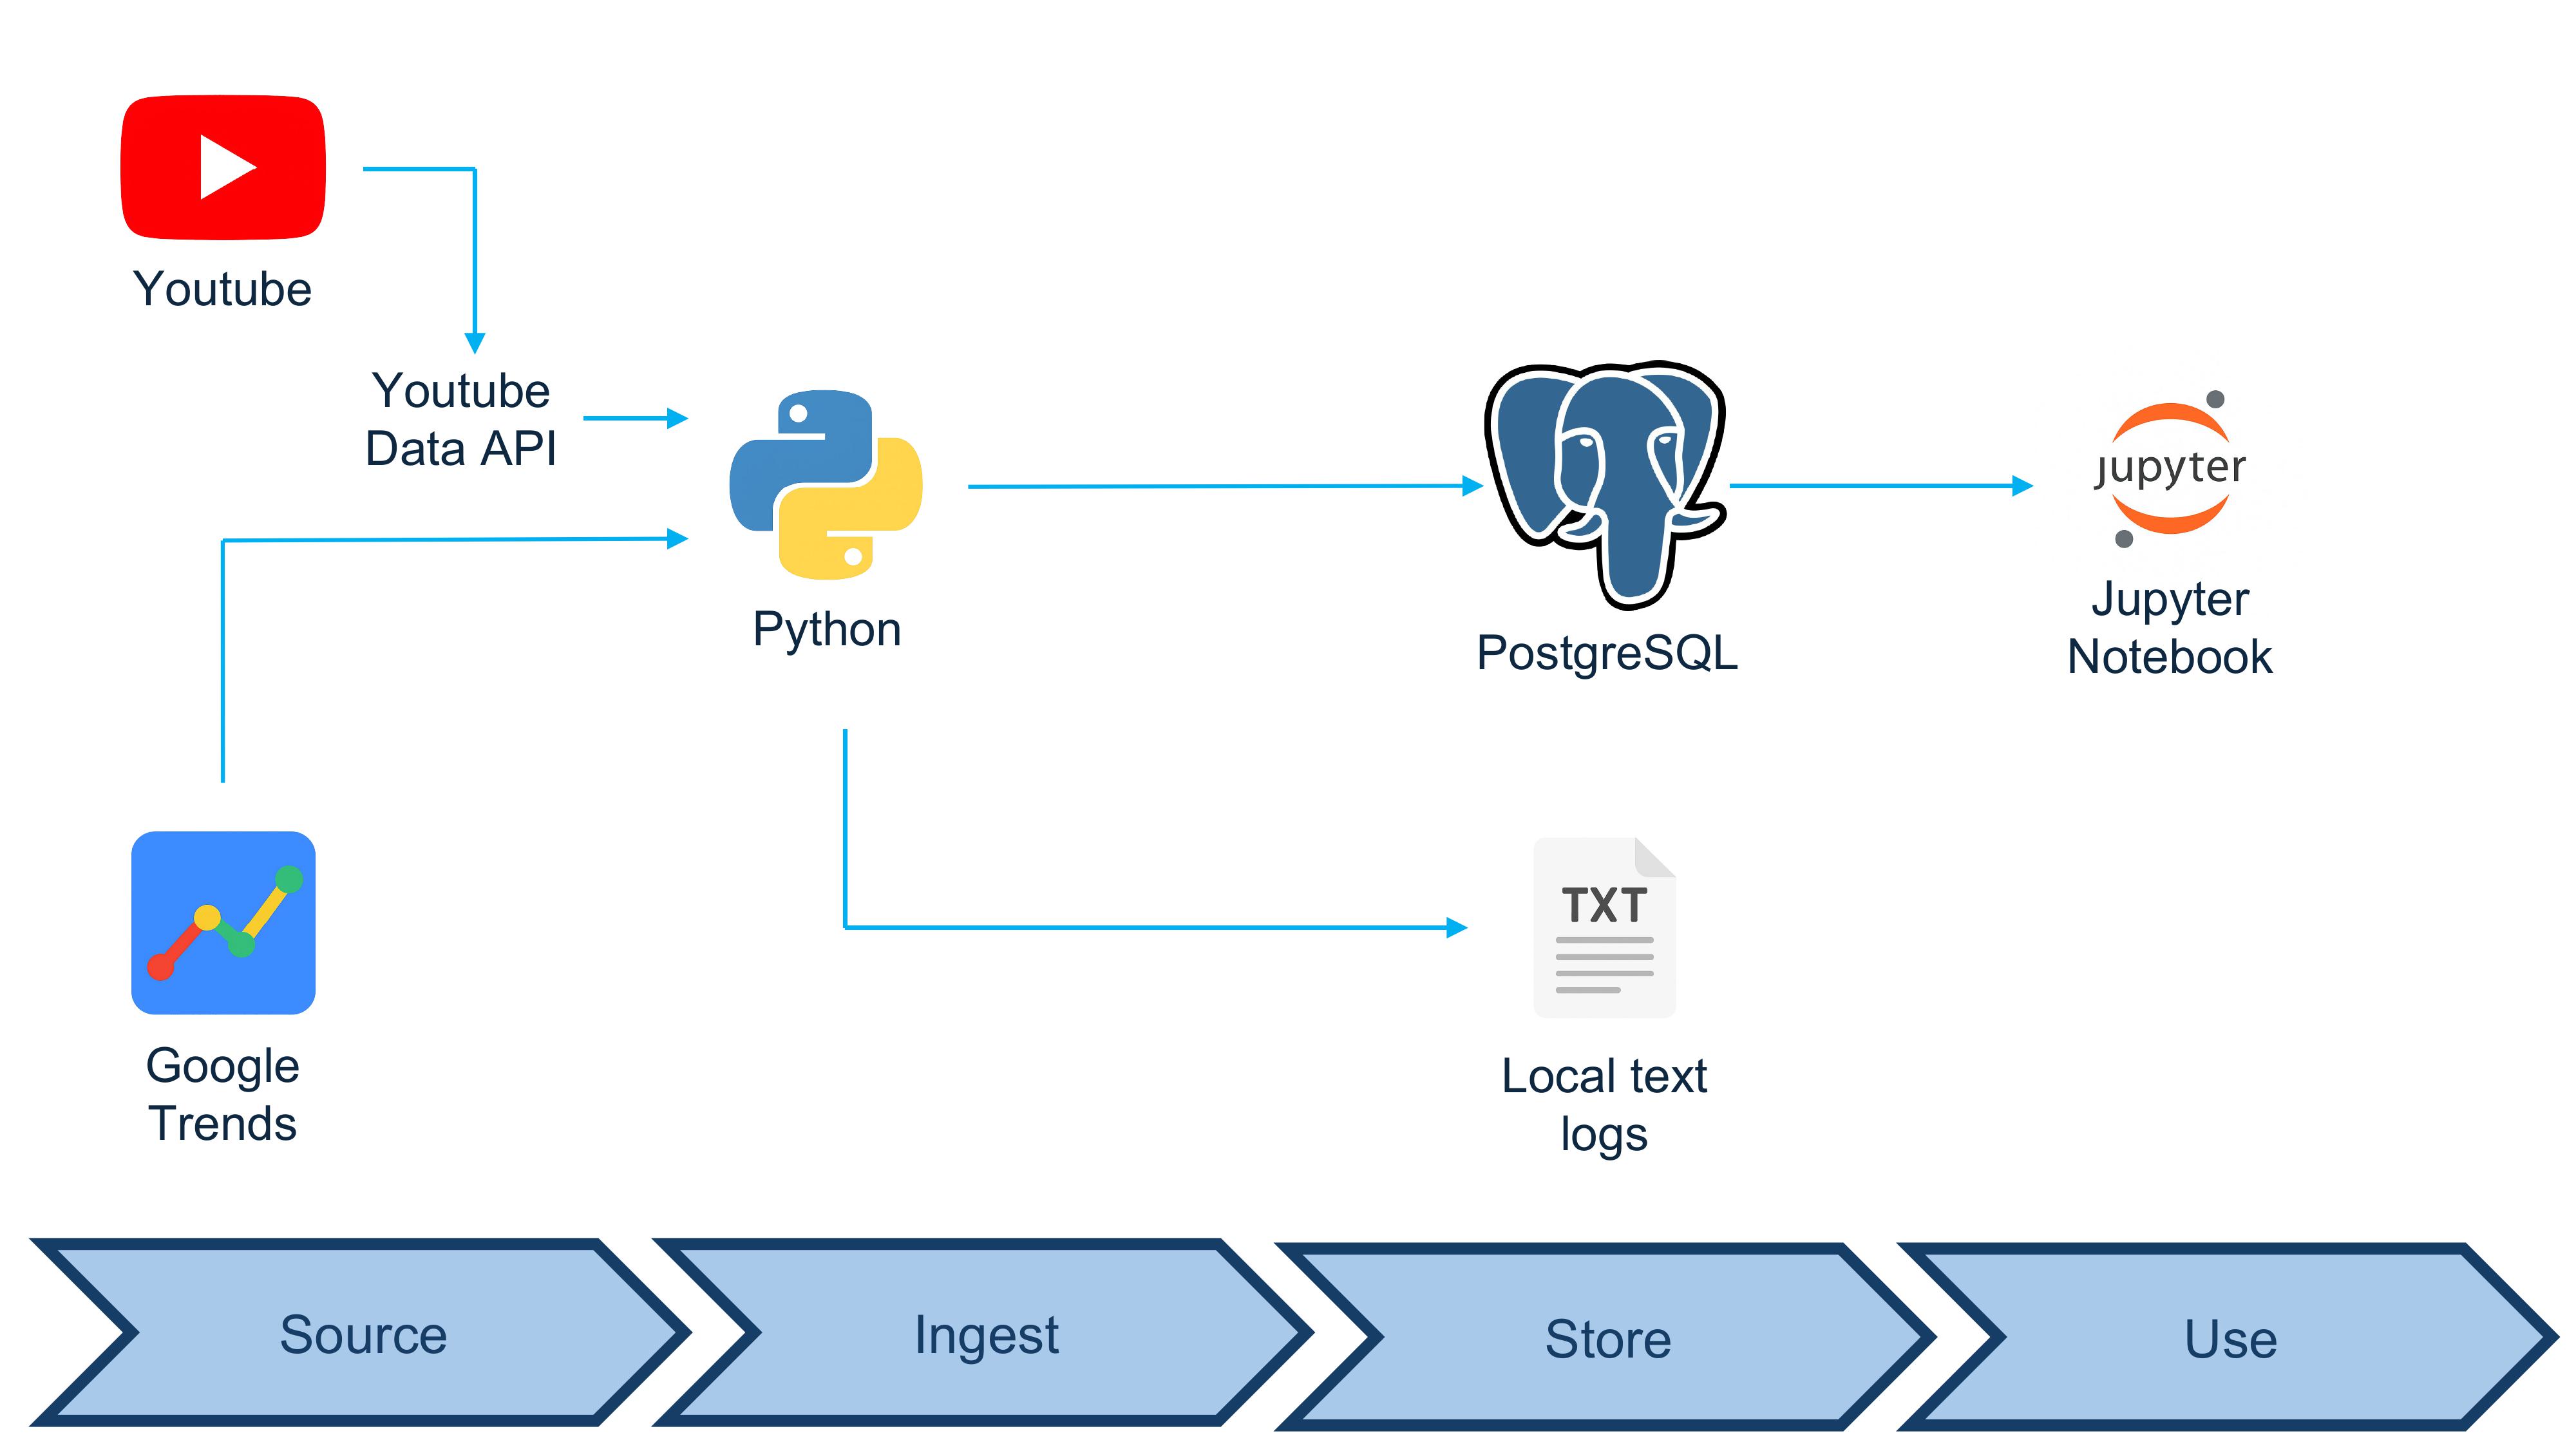 Youtube
Youtube
Data API
Python
PostgreSQL
jupyter
Jupyter
Notebook
Google
Trends
TXT
Local text
logs
Source
Ingest
Store
Use